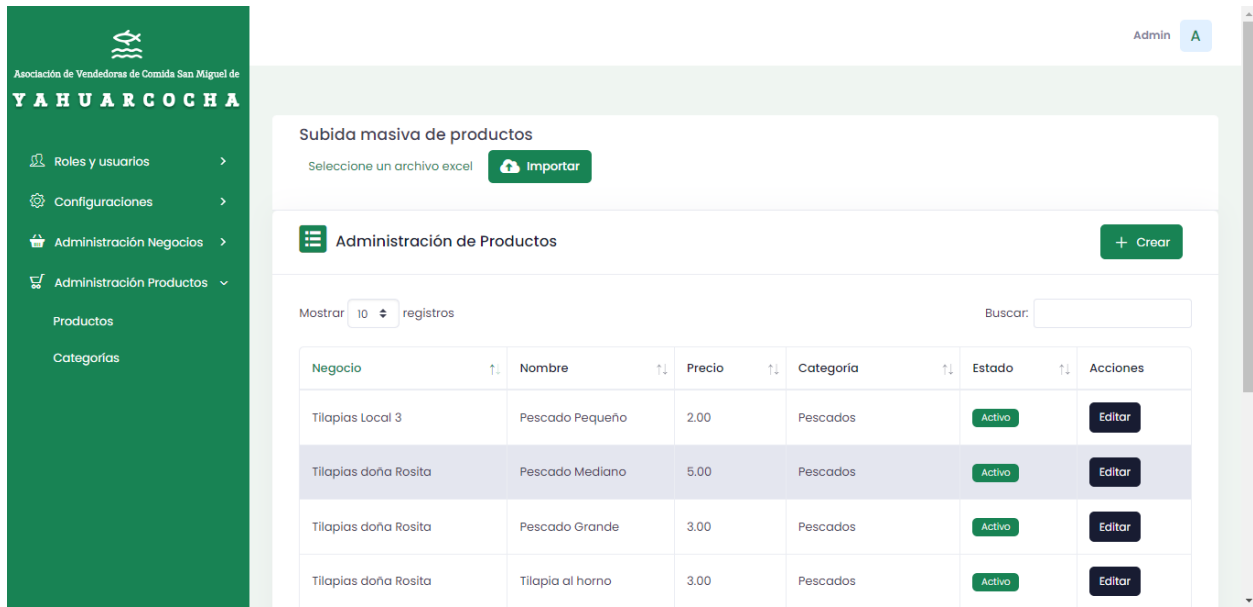 Asociación de Vendedoras de Comida San Miguel de
YAHUARCOCHA
Roles y usuarios
Configuraciones
Administración Negocios
Administración Productos
Productos
Categorías
Admin A
Subida masiva de productos
Seleccione un archivo excel Importar
Administración de Productos + Crear
Mostrar 10 registros Buscar:
Negocio Nombre Precio Categoría Estado Acciones
Tilapias Local 3 Pescado Pequeño 2.00 Pescados Activo Editar
Tilapias doña Rosita Pescado Mediano 5.00 Pescados Activo Editar
Tilapias doña Rosita Pescado Grande 3.00 Pescados Activo Editar
Tilapias doña Rosita Tilapia al horno 3.00 Pescados Activo Editar